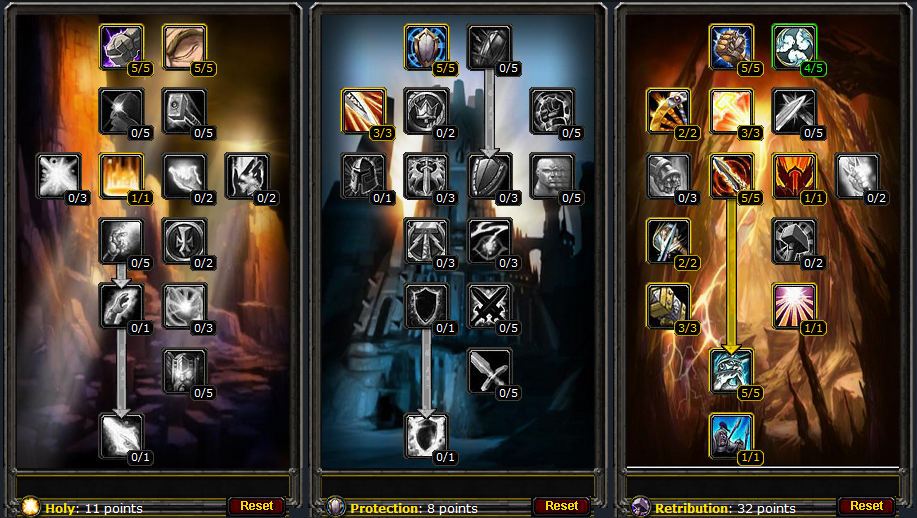 5/5 5/5 5/5 0/5 5/5 4/5
0/5 0/5 3/3 0/2 0/5 2/2 3/3 0/5
0/3 1/1 0/2 0/2 0/1 0/3 0/3 0/5 0/3 5/5 1/1 0/2
0/5 0/2 0/3 0/3 2/2 0/2
0/1 0/3 0/1 0/5 3/3 1/1
0/5 0/5 5/5
0/1 0/1 1/1
Holy: 11 points Reset Protection: 8 points Reset Retribution: 32 points Reset